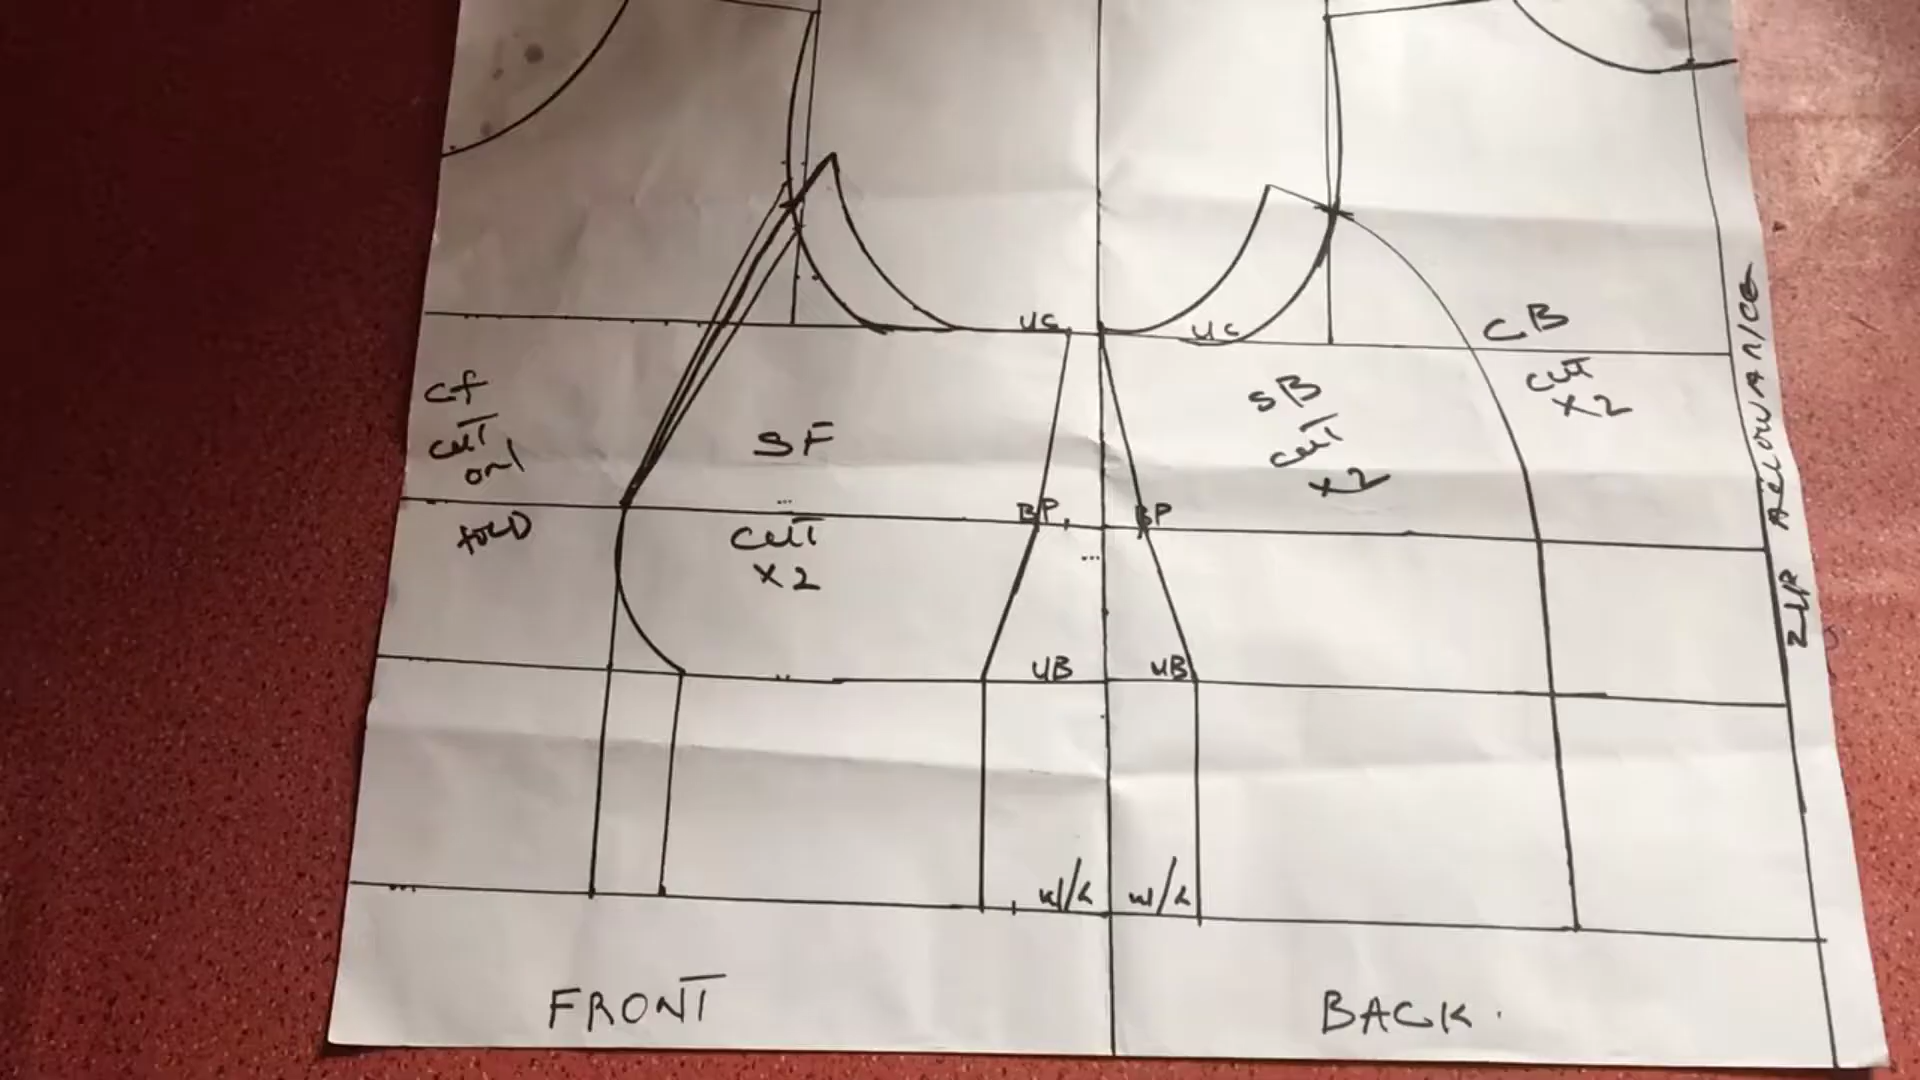 UC
UC
CB
CUT
X2
Cf
CUT
on
FOLD
SF
CUT
X2
SB
CUT
X2
BP
BP
UB
UB
W/L
W/L
ZIP ALLOWANCE
FRONT
BACK.